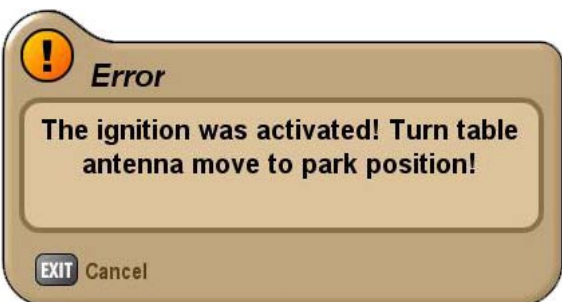 !
Error
The ignition was activated! Turn table
antenna move to park position!
EXIT Cancel